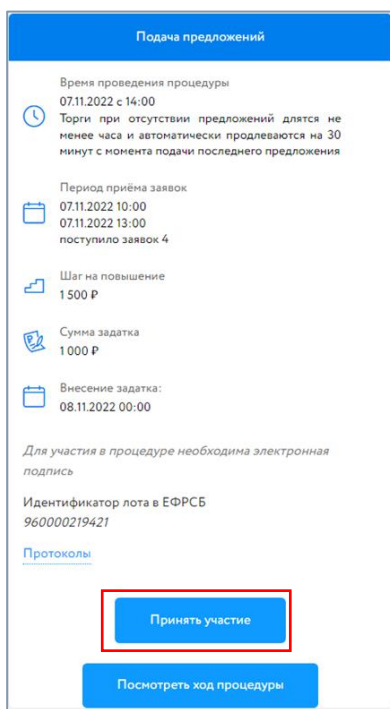 Подача предложений
Время проведения процедуры
07.11.2022 с 14:00
Торги при отсутствии предложений длятся не
менее часа и автоматически продлеваются на 30
минут с момента подачи последнего предложения
Период приёма заявок
07.11.2022 10:00
07.11.2022 13:00
поступило заявок 4
Шаг на повышение
1 500 ₽
Сумма задатка
1 000 ₽
Внесение задатка:
08.11.2022 00:00
Для участия в процедуре необходима электронная
подпись
Идентификатор лота в ЕФРСБ
960000219421
Протоколы
Принять участие
Посмотреть ход процедуры